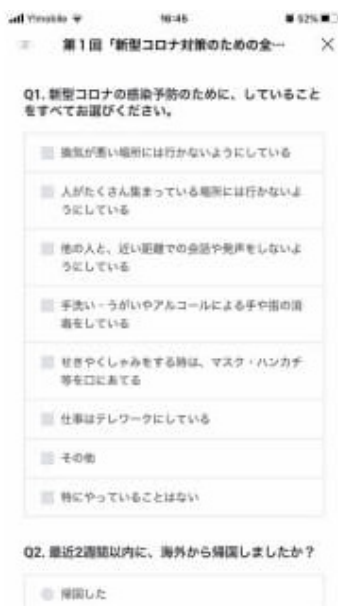 Y!mobile
16:46
52%
第1回「新型コロナ対策のための全…
Q1. 新型コロナの感染予防のために、していること
をすべてお選びください。
換気が悪い場所には行かないようにしている
人がたくさん集まっている場所には行かないよ
うにしている
他の人と、近い距離での会話や発声をしないよ
うにしている
手洗い・うがいやアルコールによる手や指の消
毒をしている
せきやくしゃみをする時は、マスク・ハンカチ
等を口にあてる
仕事はテレワークにしている
その他
特にやっていることはない
Q2. 最近2週間以内に、海外から帰国しましたか？
帰国した